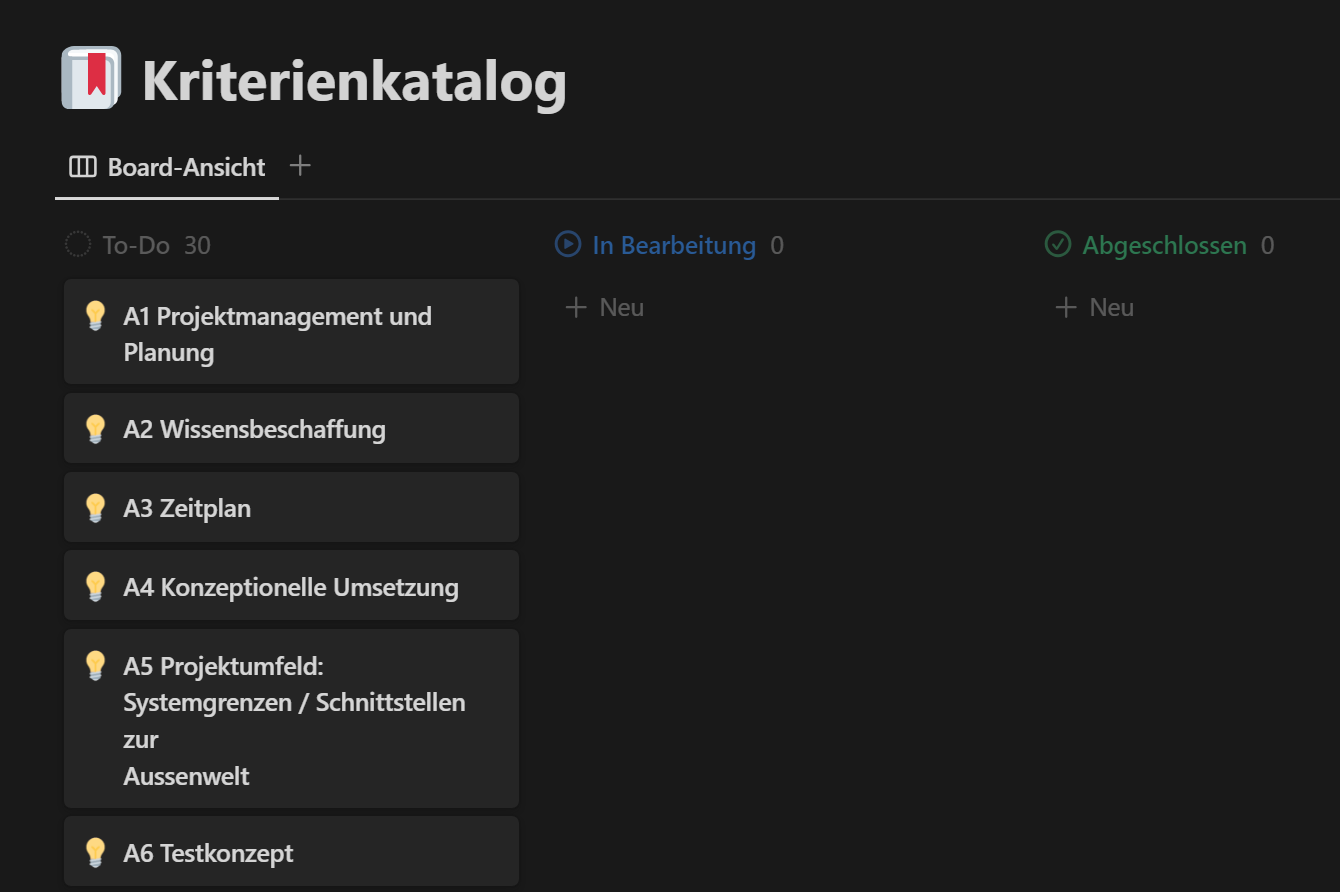 Kriterienkatalog
Board-Ansicht
To-Do 30
In Bearbeitung 0
Abgeschlossen 0
Neu
Neu
A1 Projektmanagement und
Planung
A2 Wissensbeschaffung
A3 Zeitplan
A4 Konzeptionelle Umsetzung
A5 Projektumfeld:
Systemgrenzen / Schnittstellen
zur
Aussenwelt
A6 Testkonzept